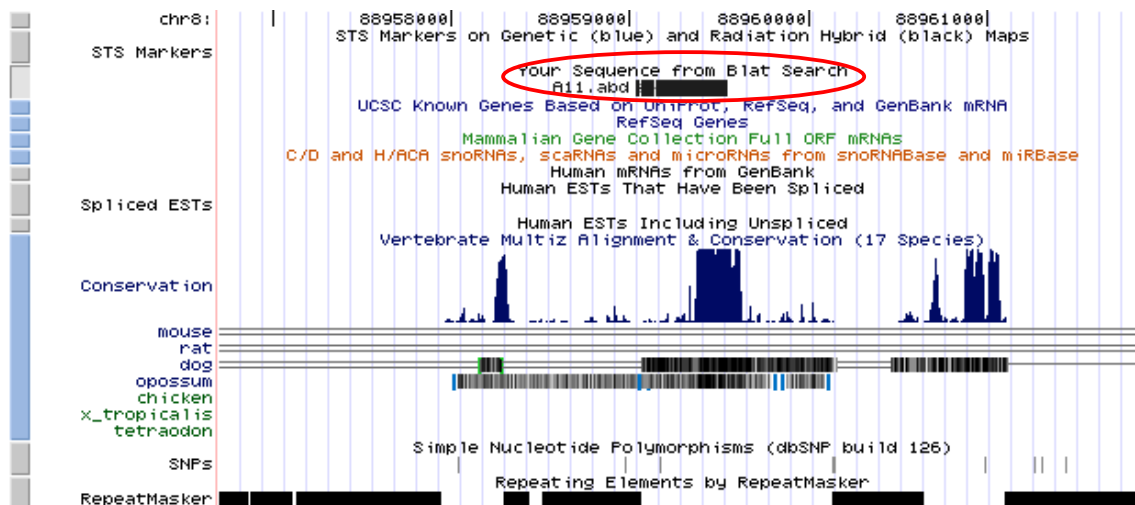 chr8: 88958000| 88959000| 88960000| 88961000|
STS Markers on Genetic (blue) and Radiation Hybrid (black) Maps
STS Markers
Your Sequence from Blat Search
A11.abd
UCSC Known Genes Based on UniProt, RefSeq, and GenBank mRNA
RefSeq Genes
Mammalian Gene Collection Full ORF mRNAs
C/D and H/ACA snoRNAs, scaRNAs and microRNAs from snoRNABase and miRBase
Human mRNAs from GenBank
Human ESTs That Have Been Spliced
Spliced ESTs
Human ESTs Including Unspliced
Vertebrate Multiz Alignment & Conservation (17 Species)
Conservation
mouse
rat
dog
opossum
chicken
x_tropicalis
tetraodon
Simple Nucleotide Polymorphisms (dbSNP build 126)
SNPs
Repeating Elements by RepeatMasker
RepeatMasker